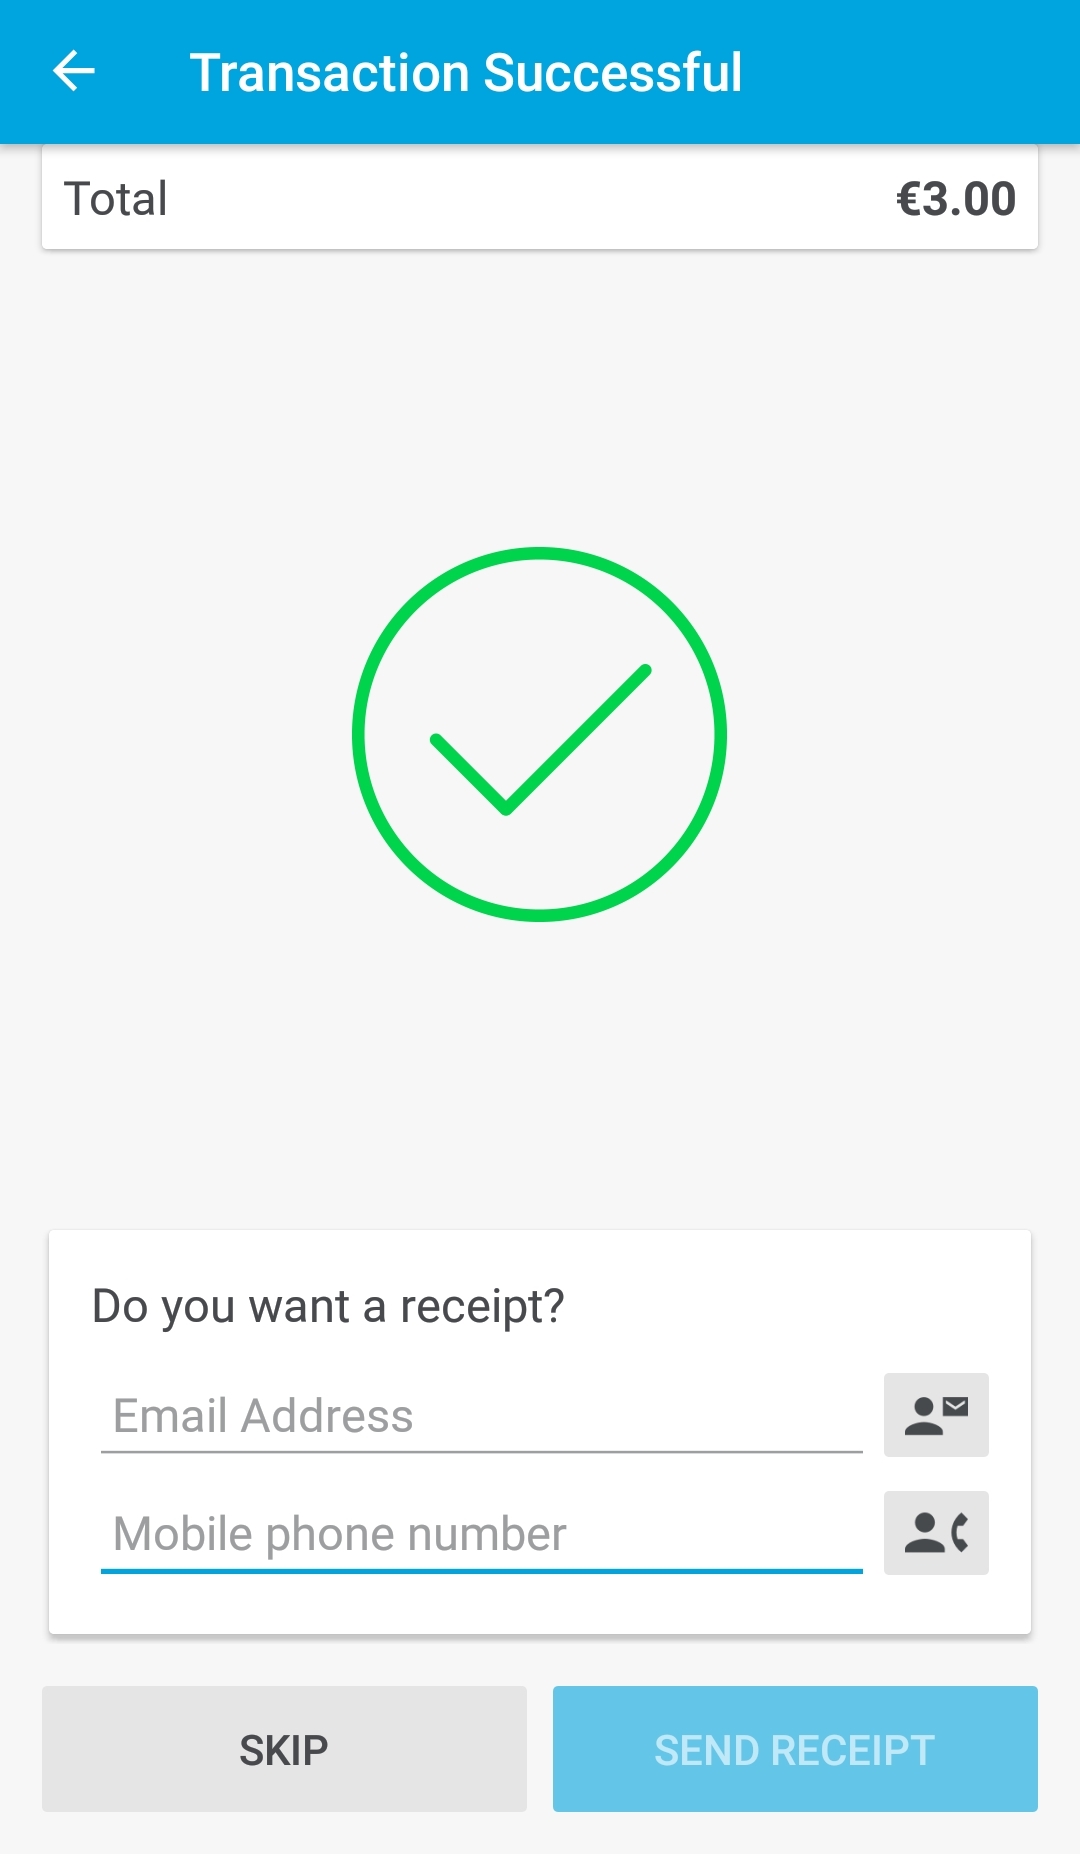 Transaction Successful
Total €3.00
Do you want a receipt?
Email Address
Mobile phone number
SKIP SEND RECEIPT